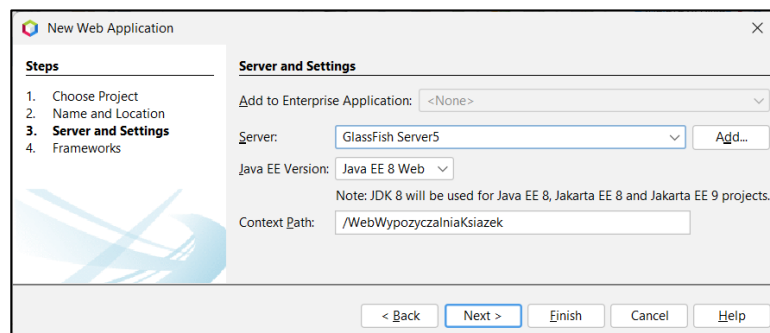 New Web Application
Steps
1. Choose Project
2. Name and Location
3. Server and Settings
4. Frameworks
Server and Settings
Add to Enterprise Application: <None>
Server: GlassFish Server5 Add...
Java EE Version: Java EE 8 Web
Note: JDK 8 will be used for Java EE 8, Jakarta EE 8 and Jakarta EE 9 projects.
Context Path: /WebWypozyczalniaKsiazek
< Back Next > Finish Cancel Help